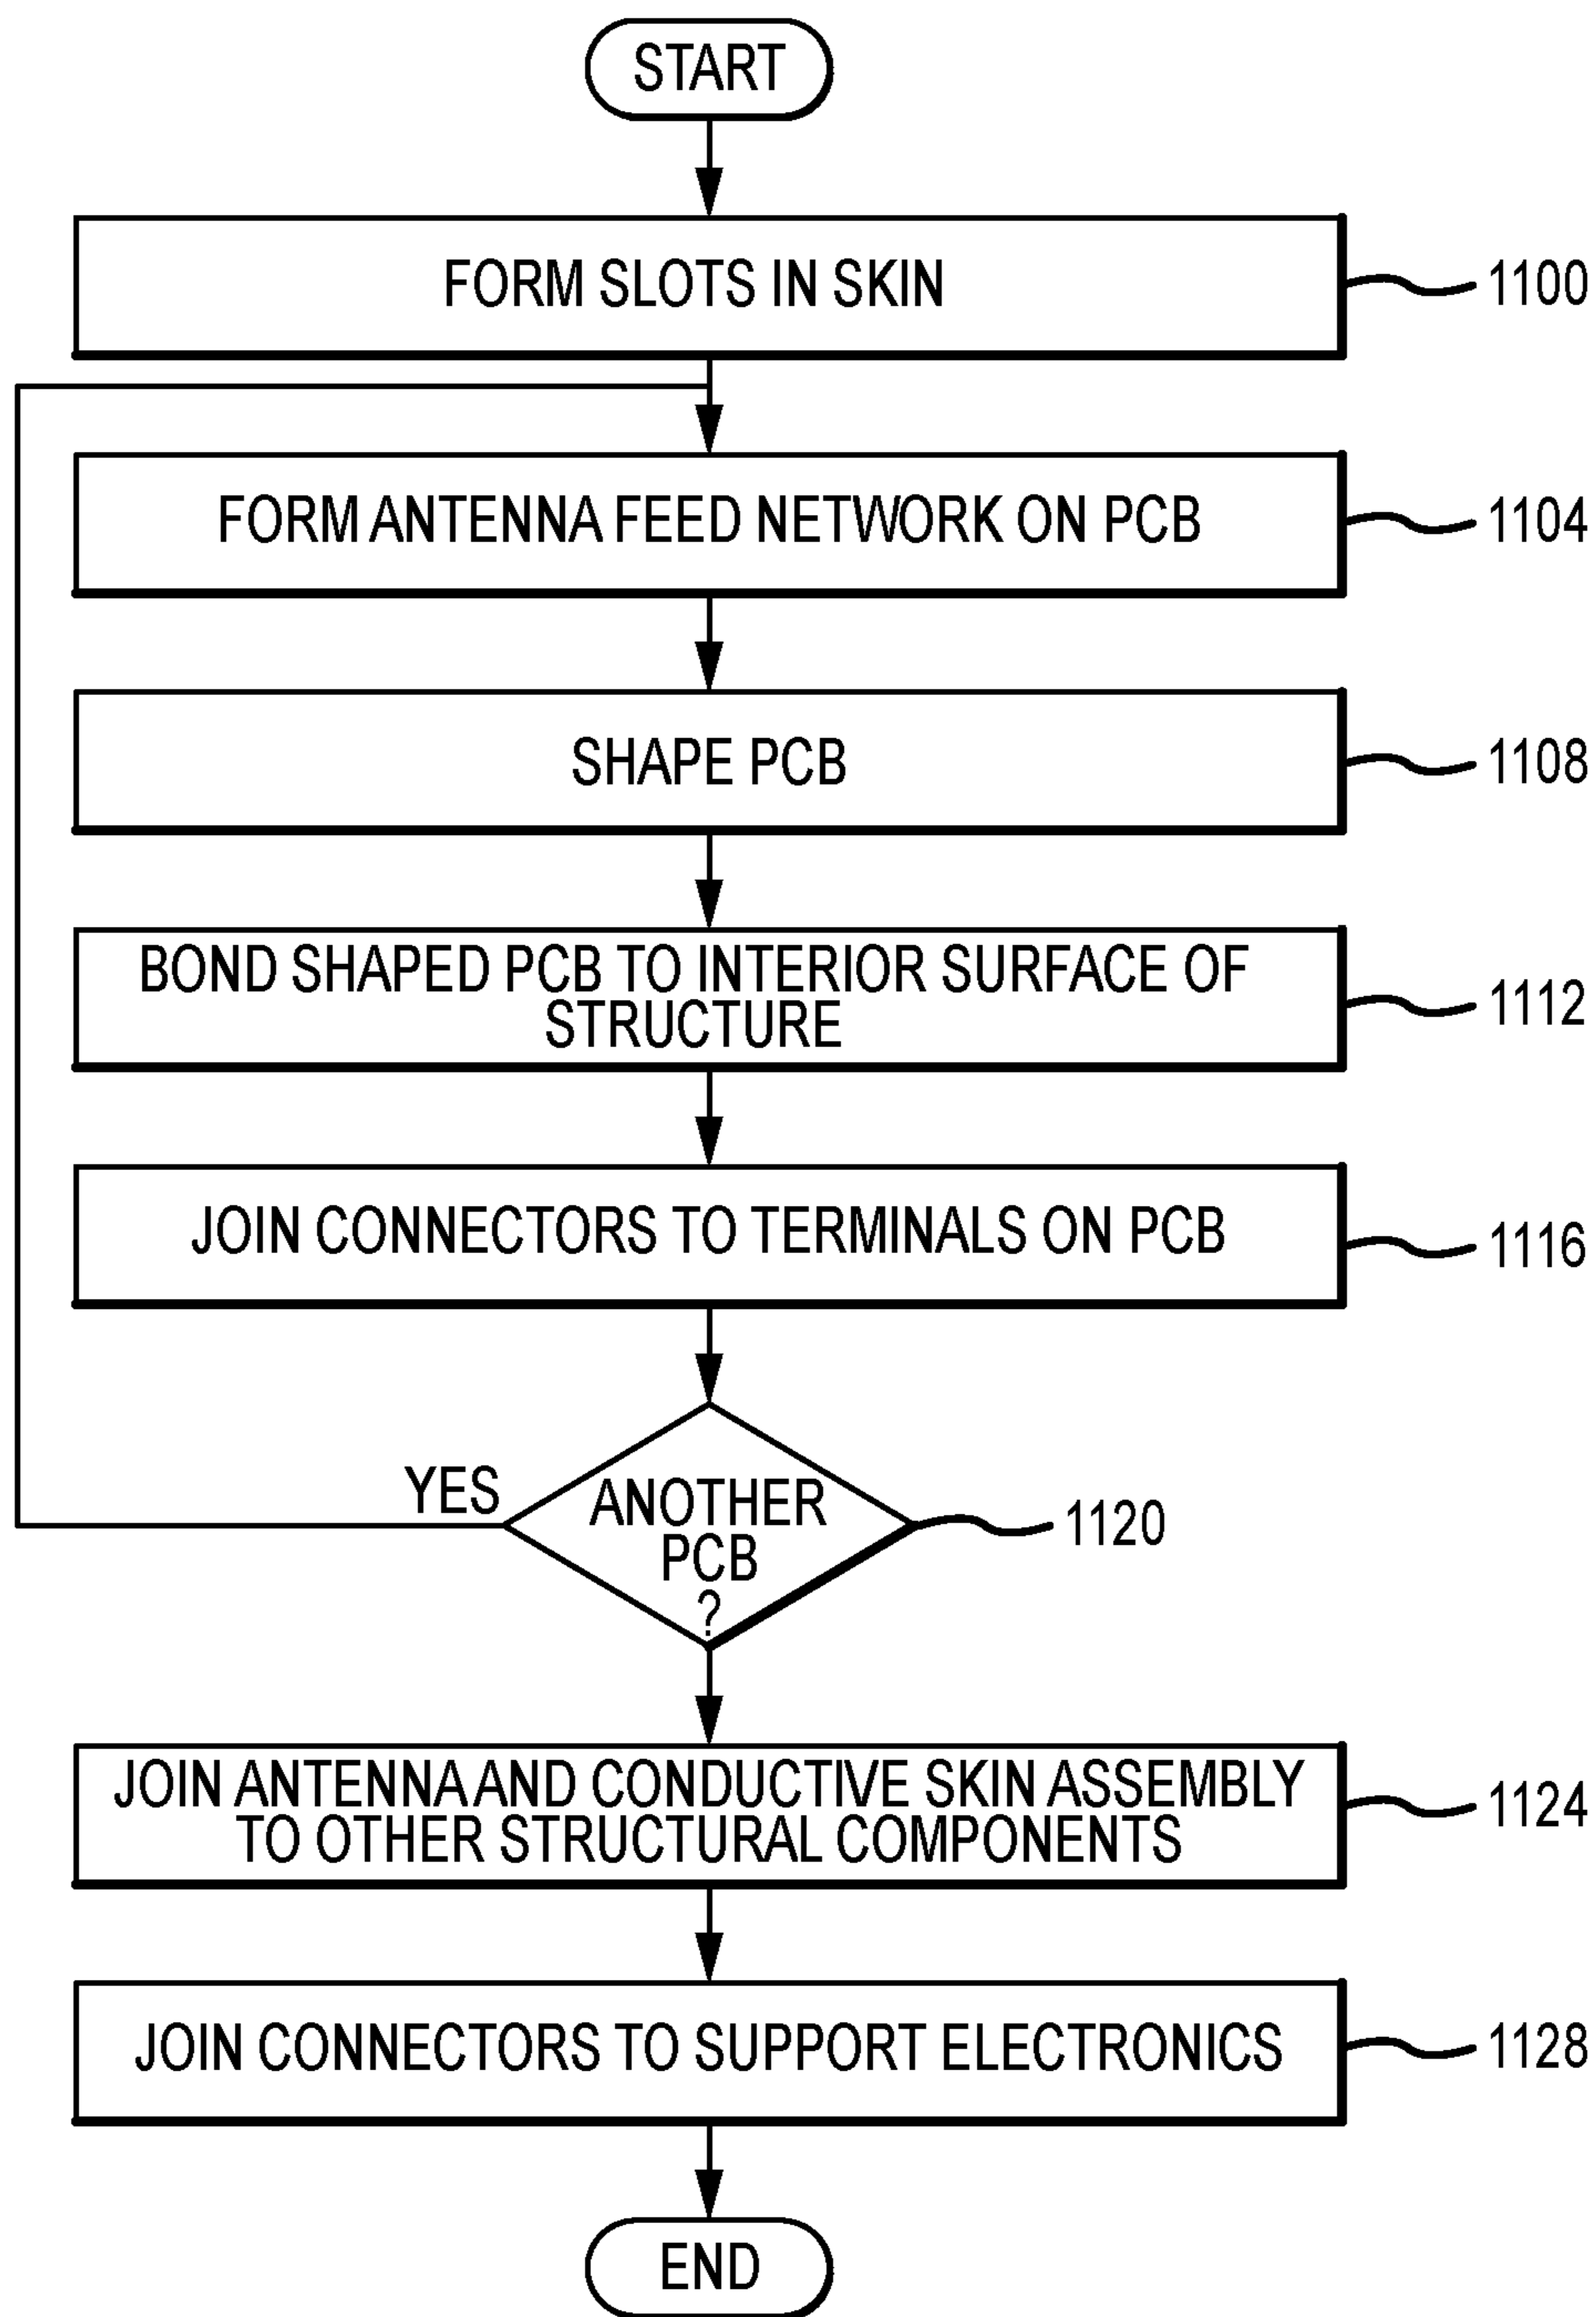 START
FORM SLOTS IN SKIN
1100
FORM ANTENNA FEED NETWORK ON PCB
1104
SHAPE PCB
1108
BOND SHAPED PCB TO INTERIOR SURFACE OF
STRUCTURE
1112
JOIN CONNECTORS TO TERMINALS ON PCB
1116
YES
ANOTHER
PCB
?
1120
JOIN ANTENNA AND CONDUCTIVE SKIN ASSEMBLY
TO OTHER STRUCTURAL COMPONENTS
1124
JOIN CONNECTORS TO SUPPORT ELECTRONICS
1128
END